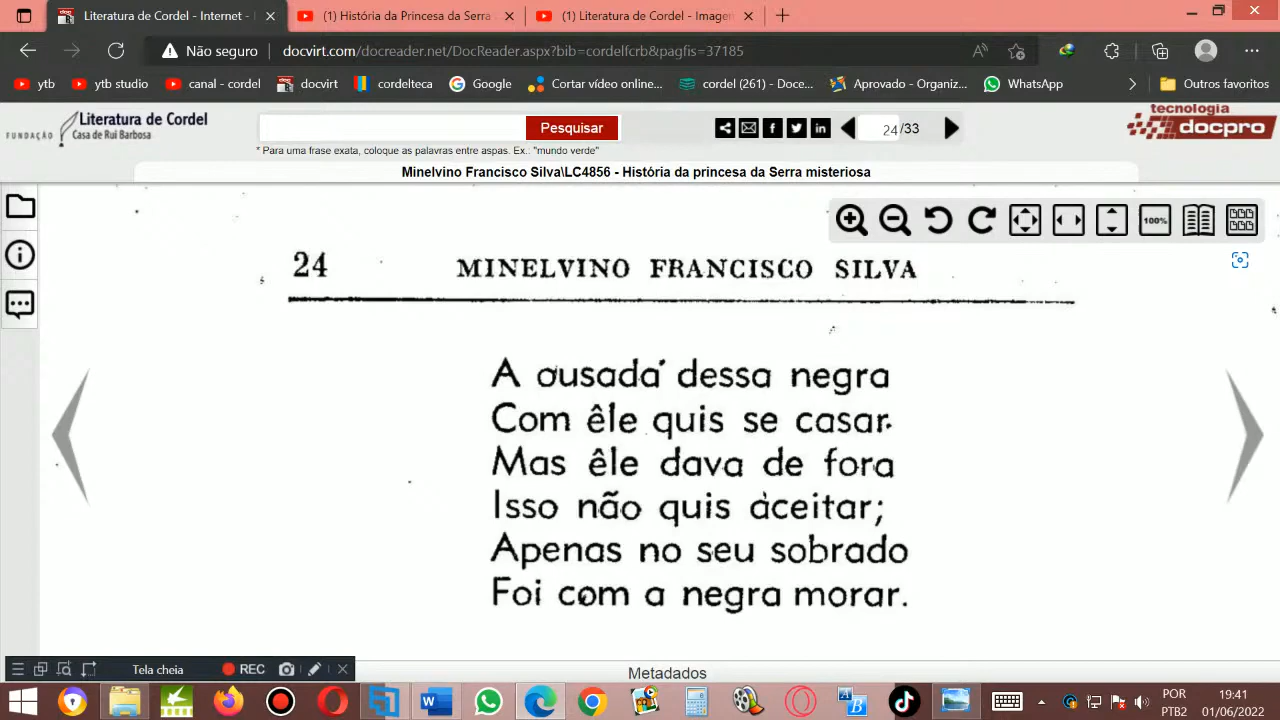 Literatura de Cordel - Internet -
(1) História da Princesa da Serra
(1) Literatura de Cordel - Imagen
Não seguro
docvirt.com/docreader.net/DocReader.aspx?bib=cordelfcrb&pagfis=37185
ytb
ytb studio
canal - cordel
docvirt
cordelteca
Google
Cortar vídeo online...
cordel (261) - Doce...
Aprovado - Organiz...
WhatsApp
Outros favoritos
FUNDAÇÃO
Literatura de Cordel
Casa de Rui Barbosa
Pesquisar
24 /33
tecnologia
docpro
* Para uma frase exata, coloque as palavras entre aspas. Ex.: "mundo verde"
Minelvino Francisco Silva\LC4856 - História da princesa da Serra misteriosa
100%
24 MINELVINO FRANCISCO SILVA
A ousada dessa negra
Com êle quis se casar
Mas êle dava de fora
Isso não quis aceitar;
Apenas no seu sobrado
Foi com a negra morar.
Tela cheia
REC
Metadados
POR
PTB2
19:41
01/06/2022